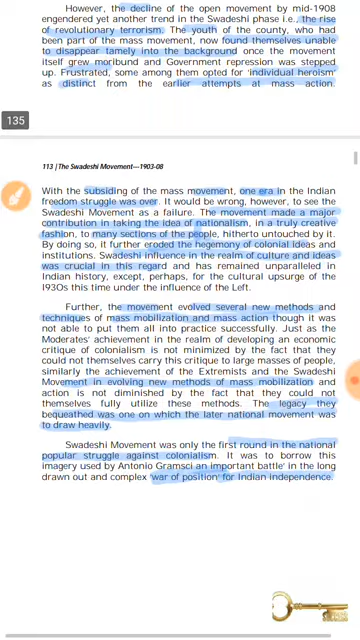 However, the decline of the open movement by mid-1908
engendered yet another trend in the Swadeshi phase i.e., the rise
of revolutionary terrorism. The youth of the county, who had
been part of the mass movement, now found themselves unable
to disappear tamely into the background once the movement
itself grew moribund and Government repression was stepped
up. Frustrated, some among them opted for 'individual heroism'
as distinct from the earlier attempts at mass action.
135
113 | The Swadeshi Movement—1903-08
With the subsiding of the mass movement, one era in the Indian
freedom struggle was over. It would be wrong, however, to see the
Swadeshi Movement as a failure. The movement made a major
contribution in taking the idea of nationalism, in a truly creative
fashion, to many sections of the people, hitherto untouched by it.
By doing so, it further eroded the hegemony of colonial ideas and
institutions. Swadeshi influence in the realm of culture and ideas
was crucial in this regard and has remained unparalleled in
Indian history, except, perhaps, for the cultural upsurge of the
I93Os this time under the influence of the Left.
Further, the movement evolved several new methods and
techniques of mass mobilization and mass action though it was
not able to put them all into practice successfully. Just as the
Moderates' achievement in the realm of developing an economic
critique of colonialism is not minimized by the fact that they
could not themselves carry this critique to large masses of people,
similarly the achievement of the Extremists and the Swadeshi
Movement in evolving new methods of mass mobilization and
action is not diminished by the fact that they could not
themselves fully utilize these methods. The legacy they
bequeathed was one on which the later national movement was
to draw heavily.
Swadeshi Movement was only the first round in the national
popular struggle against colonialism. It was to borrow this
imagery used by Antonio Gramsci an important battle' in the long
drawn out and complex 'war of position' for Indian independence.